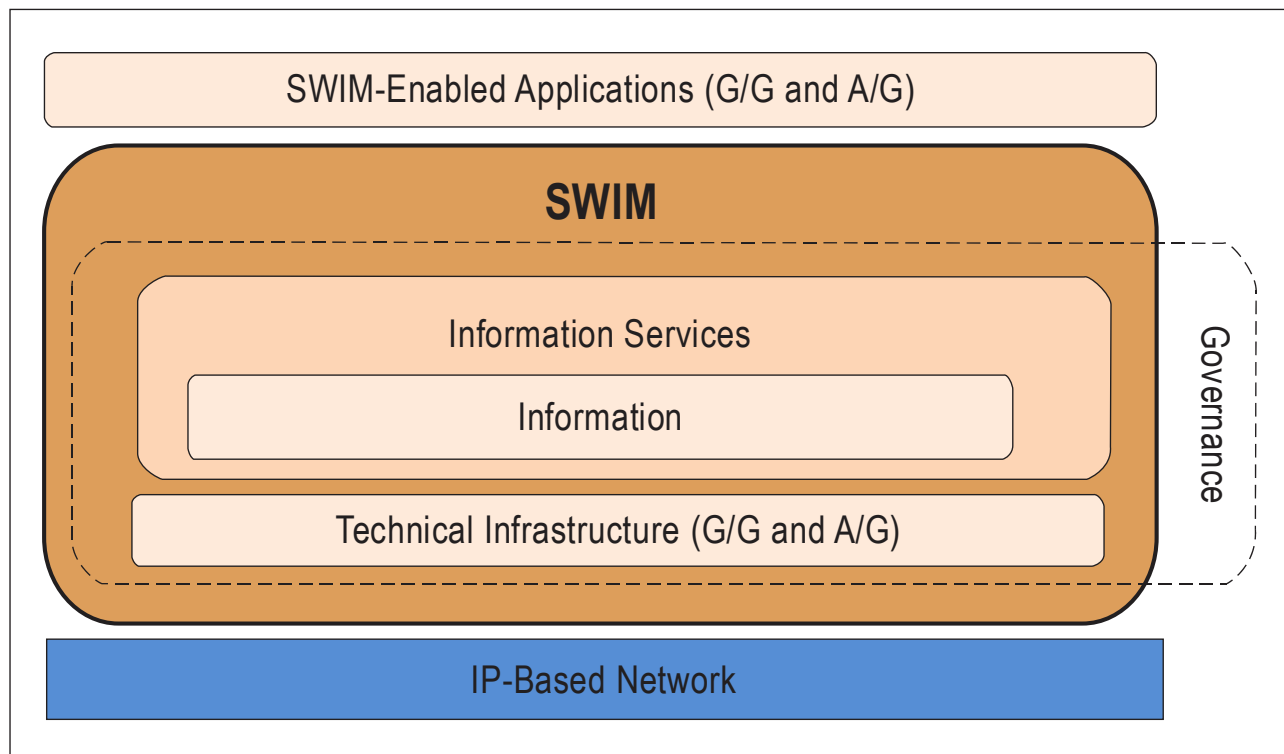 SWIM-Enabled Applications (G/G and A/G)
SWIM
Information Services
Information
Technical Infrastructure (G/G and A/G)
Governance
IP-Based Network